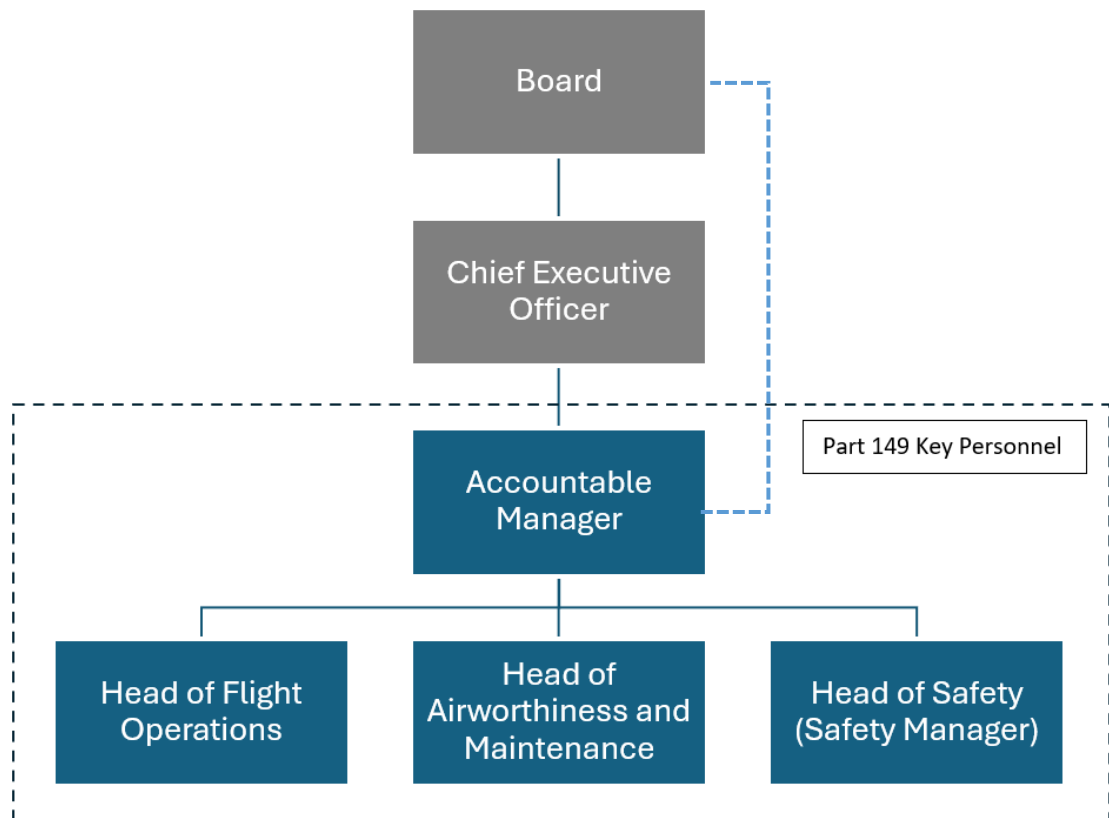 Board
Chief Executive
Officer
Part 149 Key Personnel
Accountable
Manager
Head of Flight
Operations
Head of
Airworthiness and
Maintenance
Head of Safety
(Safety Manager)